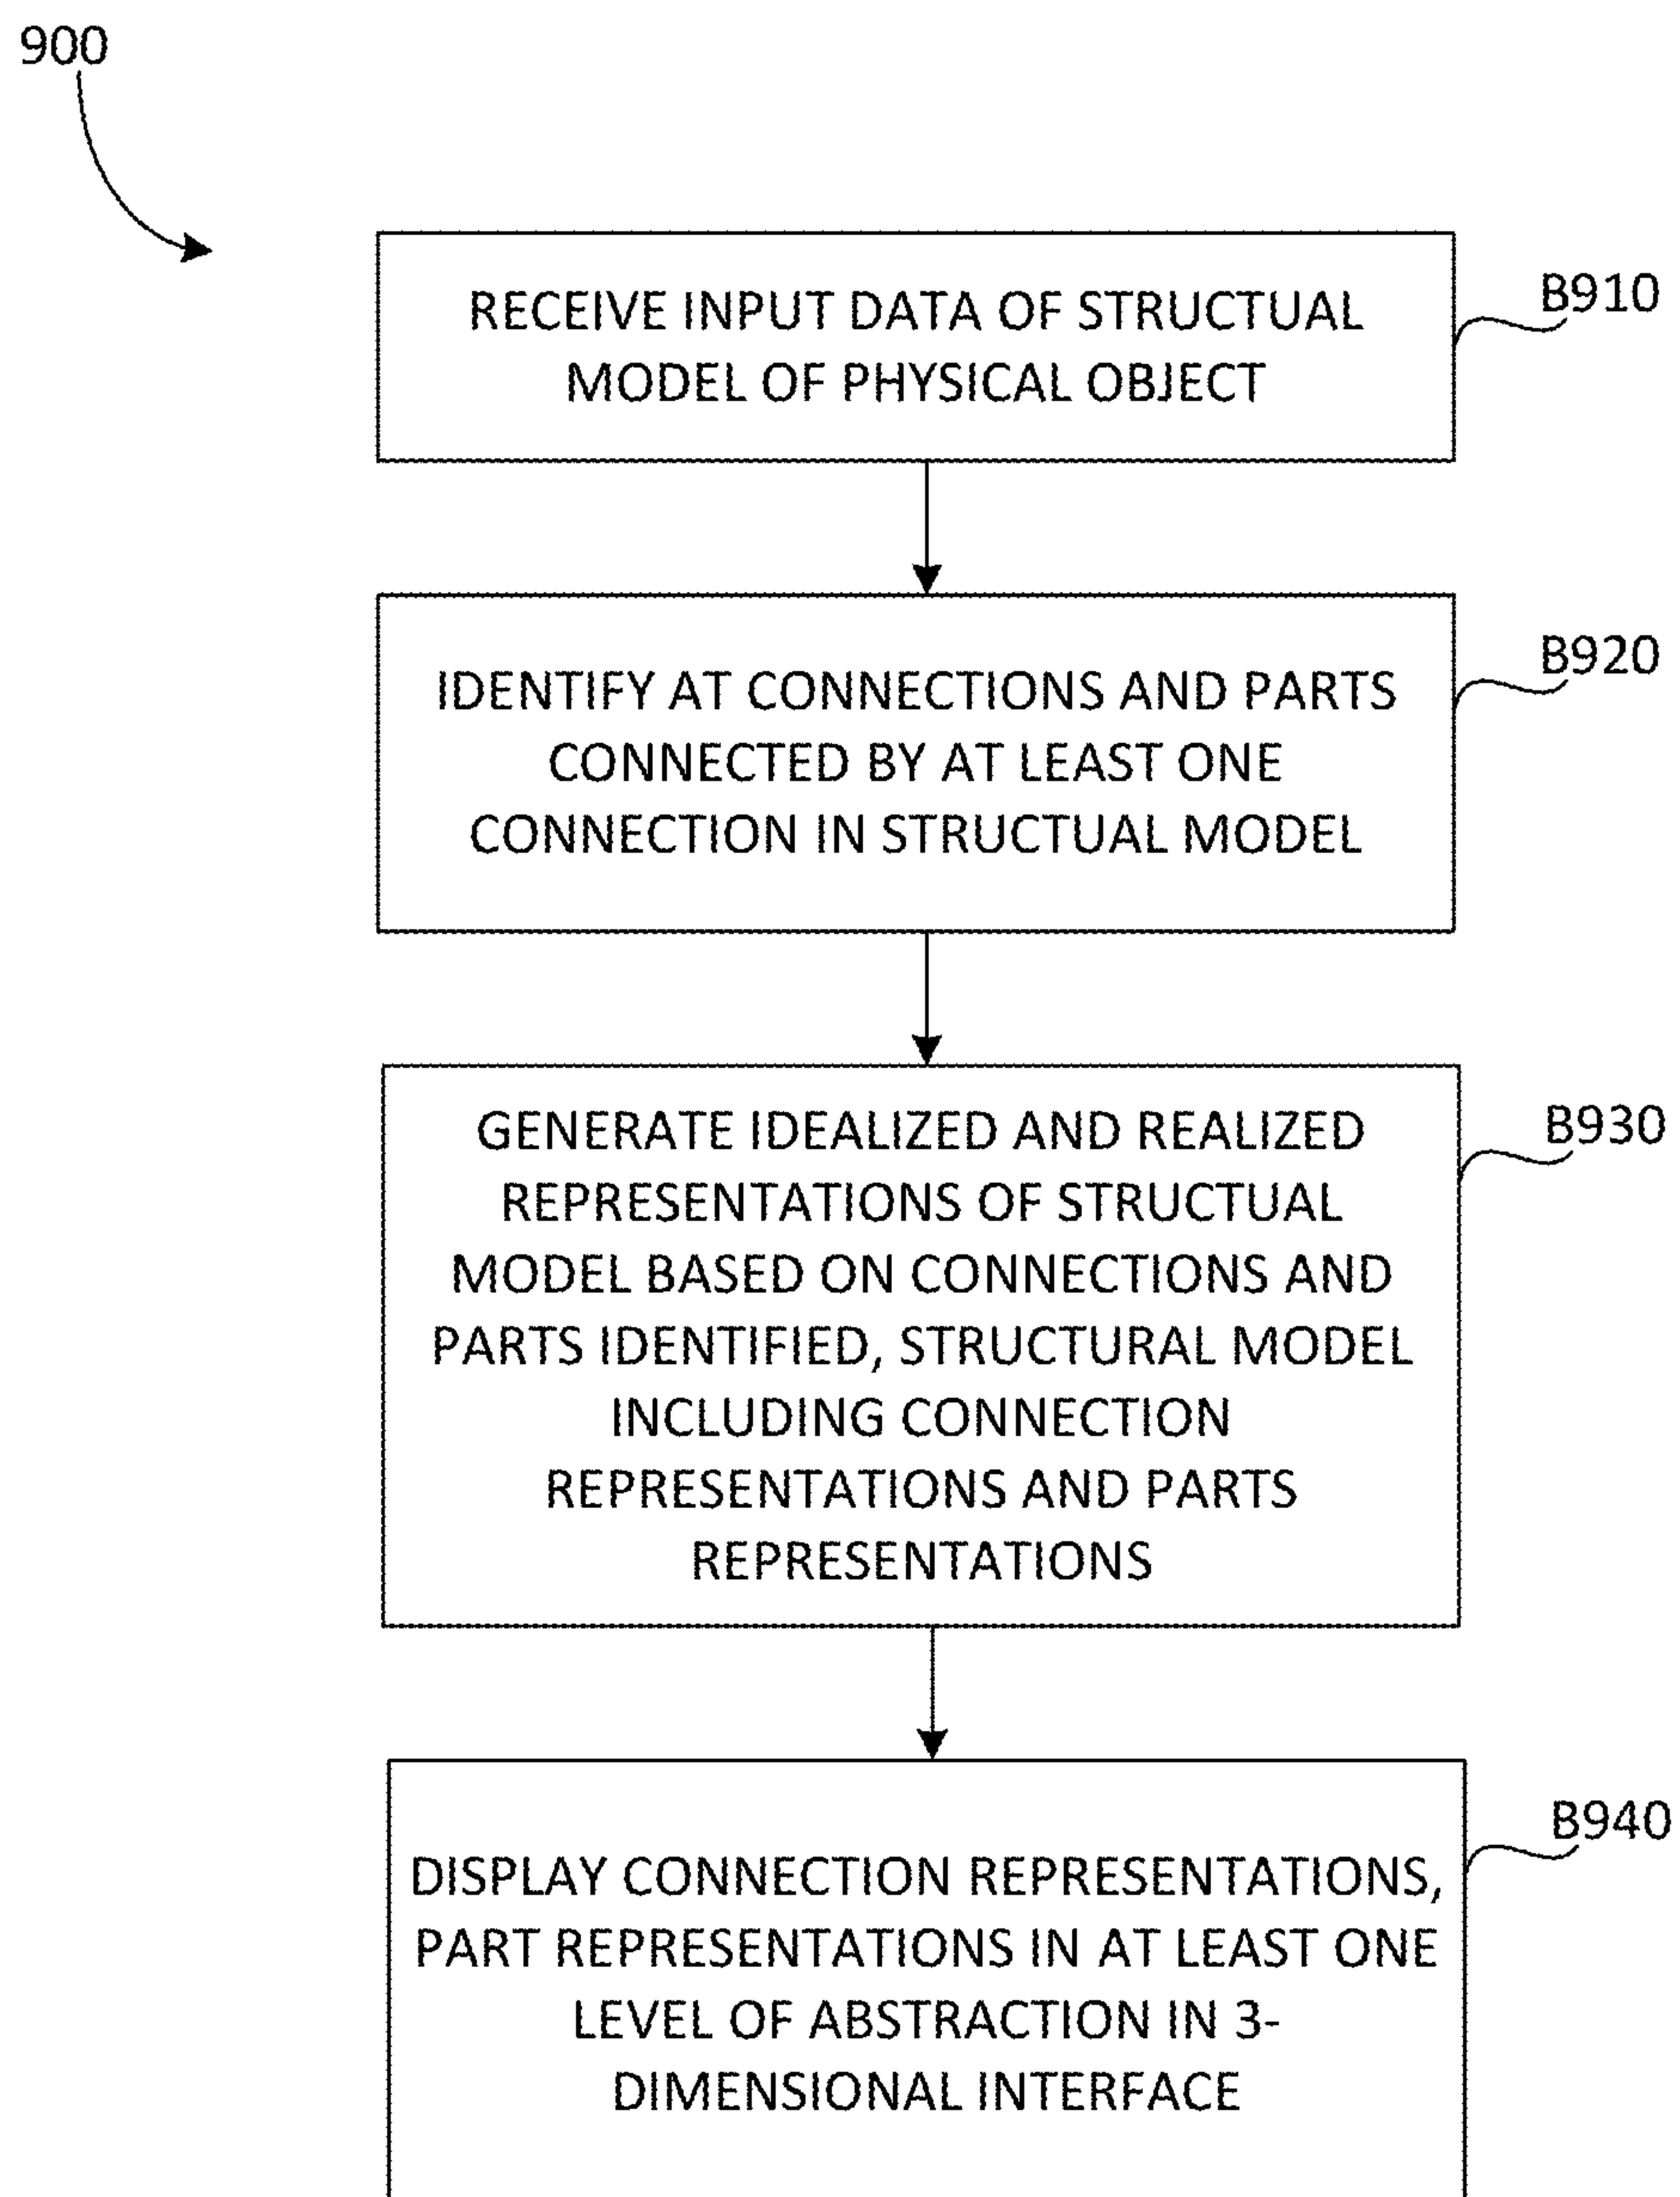 900
RECEIVE INPUT DATA OF STRUCTUAL
MODEL OF PHYSICAL OBJECT
B910
IDENTIFY AT CONNECTIONS AND PARTS
CONNECTED BY AT LEAST ONE
CONNECTION IN STRUCTUAL MODEL
B920
GENERATE IDEALIZED AND REALIZED
REPRESENTATIONS OF STRUCTUAL
MODEL BASED ON CONNECTIONS AND
PARTS IDENTIFIED, STRUCTURAL MODEL
INCLUDING CONNECTION
REPRESENTATIONS AND PARTS
REPRESENTATIONS
B930
DISPLAY CONNECTION REPRESENTATIONS,
PART REPRESENTATIONS IN AT LEAST ONE
LEVEL OF ABSTRACTION IN 3-
DIMENSIONAL INTERFACE
B940